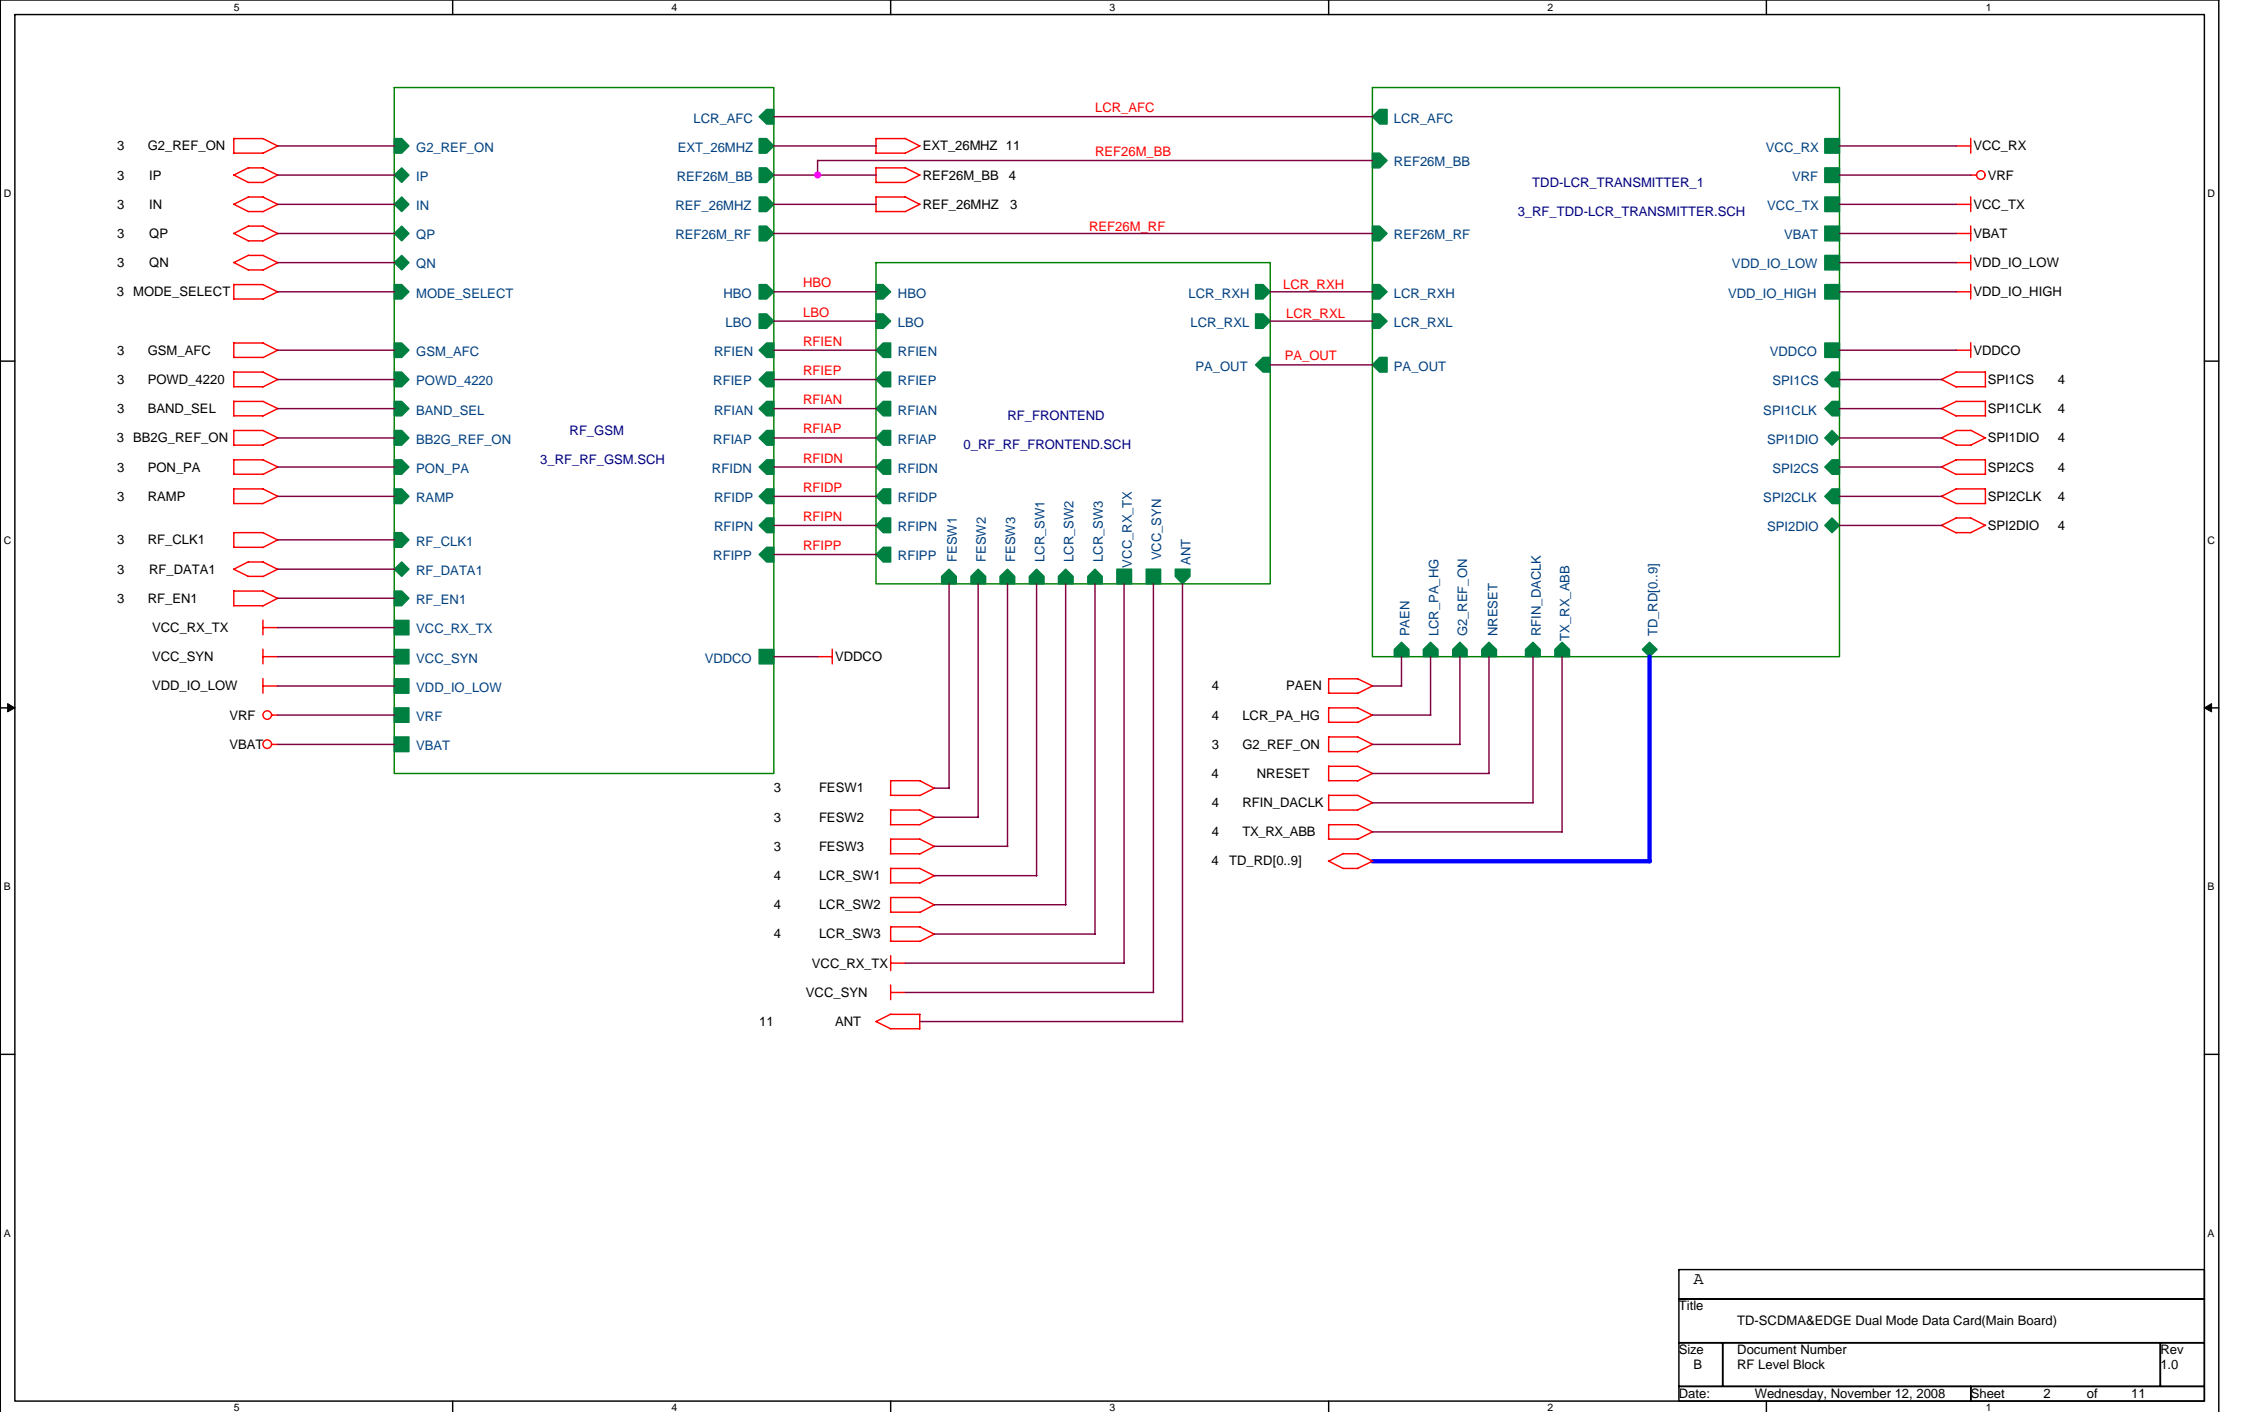 5 4 3 2 1
D
C
B
A
D
C
B
A
3 G2_REF_ON
3 IP
3 IN
3 QP
3 QN
3 MODE_SELECT
3 GSM_AFC
3 POWD_4220
3 BAND_SEL
3 BB2G_REF_ON
3 PON_PA
3 RAMP
3 RF_CLK1
3 RF_DATA1
3 RF_EN1
VCC_RX_TX
VCC_SYN
VDD_IO_LOW
VRF
VBAT
G2_REF_ON
IP
IN
QP
QN
MODE_SELECT
GSM_AFC
POWD_4220
BAND_SEL
BB2G_REF_ON
PON_PA
RAMP
RF_CLK1
RF_DATA1
RF_EN1
VCC_RX_TX
VCC_SYN
VDD_IO_LOW
VRF
VBAT
RF_GSM
3_RF_RF_GSM.SCH
LCR_AFC
EXT_26MHZ
REF26M_BB
REF_26MHZ
REF26M_RF
HBO
LBO
RFIEN
RFIEP
RFIAN
RFIAP
RFIDN
RFIDP
RFIPN
RFIPP
VDDCO
VDDCO
LCR_AFC
EXT_26MHZ 11
REF26M_BB
REF26M_BB 4
REF_26MHZ 3
REF26M_RF
HBO
LBO
RFIEN
RFIEP
RFIAN
RFIAP
RFIDN
RFIDP
RFIPN
RFIPP
HBO
LBO
RFIEN
RFIEP
RFIAN
RFIAP
RFIDN
RFIDP
RFIPN
RFIPP
RF_FRONTEND
0_RF_RF_FRONTEND.SCH
LCR_RXH
LCR_RXL
PA_OUT
FESW1
FESW2
FESW3
LCR_SW1
LCR_SW2
LCR_SW3
VCC_RX_TX
VCC_SYN
ANT
3 FESW1
3 FESW2
3 FESW3
4 LCR_SW1
4 LCR_SW2
4 LCR_SW3
VCC_RX_TX
VCC_SYN
11 ANT
LCR_RXH
LCR_RXL
PA_OUT
LCR_AFC
REF26M_BB
REF26M_RF
LCR_RXH
LCR_RXL
PA_OUT
TDD-LCR_TRANSMITTER_1
3_RF_TDD-LCR_TRANSMITTER.SCH
PAEN
LCR_PA_HG
G2_REF_ON
NRESET
RFIN_DACLK
TX_RX_ABB
TD_RD[0..9]
4 PAEN
4 LCR_PA_HG
3 G2_REF_ON
4 NRESET
4 RFIN_DACLK
4 TX_RX_ABB
4 TD_RD[0..9]
VCC_RX
VRF
VCC_TX
VBAT
VDD_IO_LOW
VDD_IO_HIGH
VDDCO
SPI1CS
SPI1CLK
SPI1DIO
SPI2CS
SPI2CLK
SPI2DIO
VCC_RX
VRF
VCC_TX
VBAT
VDD_IO_LOW
VDD_IO_HIGH
VDDCO
SPI1CS 4
SPI1CLK 4
SPI1DIO 4
SPI2CS 4
SPI2CLK 4
SPI2DIO 4
A
Title
TD-SCDMA&EDGE Dual Mode Data Card(Main Board)
Size Document Number Rev
B RF Level Block 1.0
Date: Wednesday, November 12, 2008 Sheet 2 of 11
5 4 3 2 1